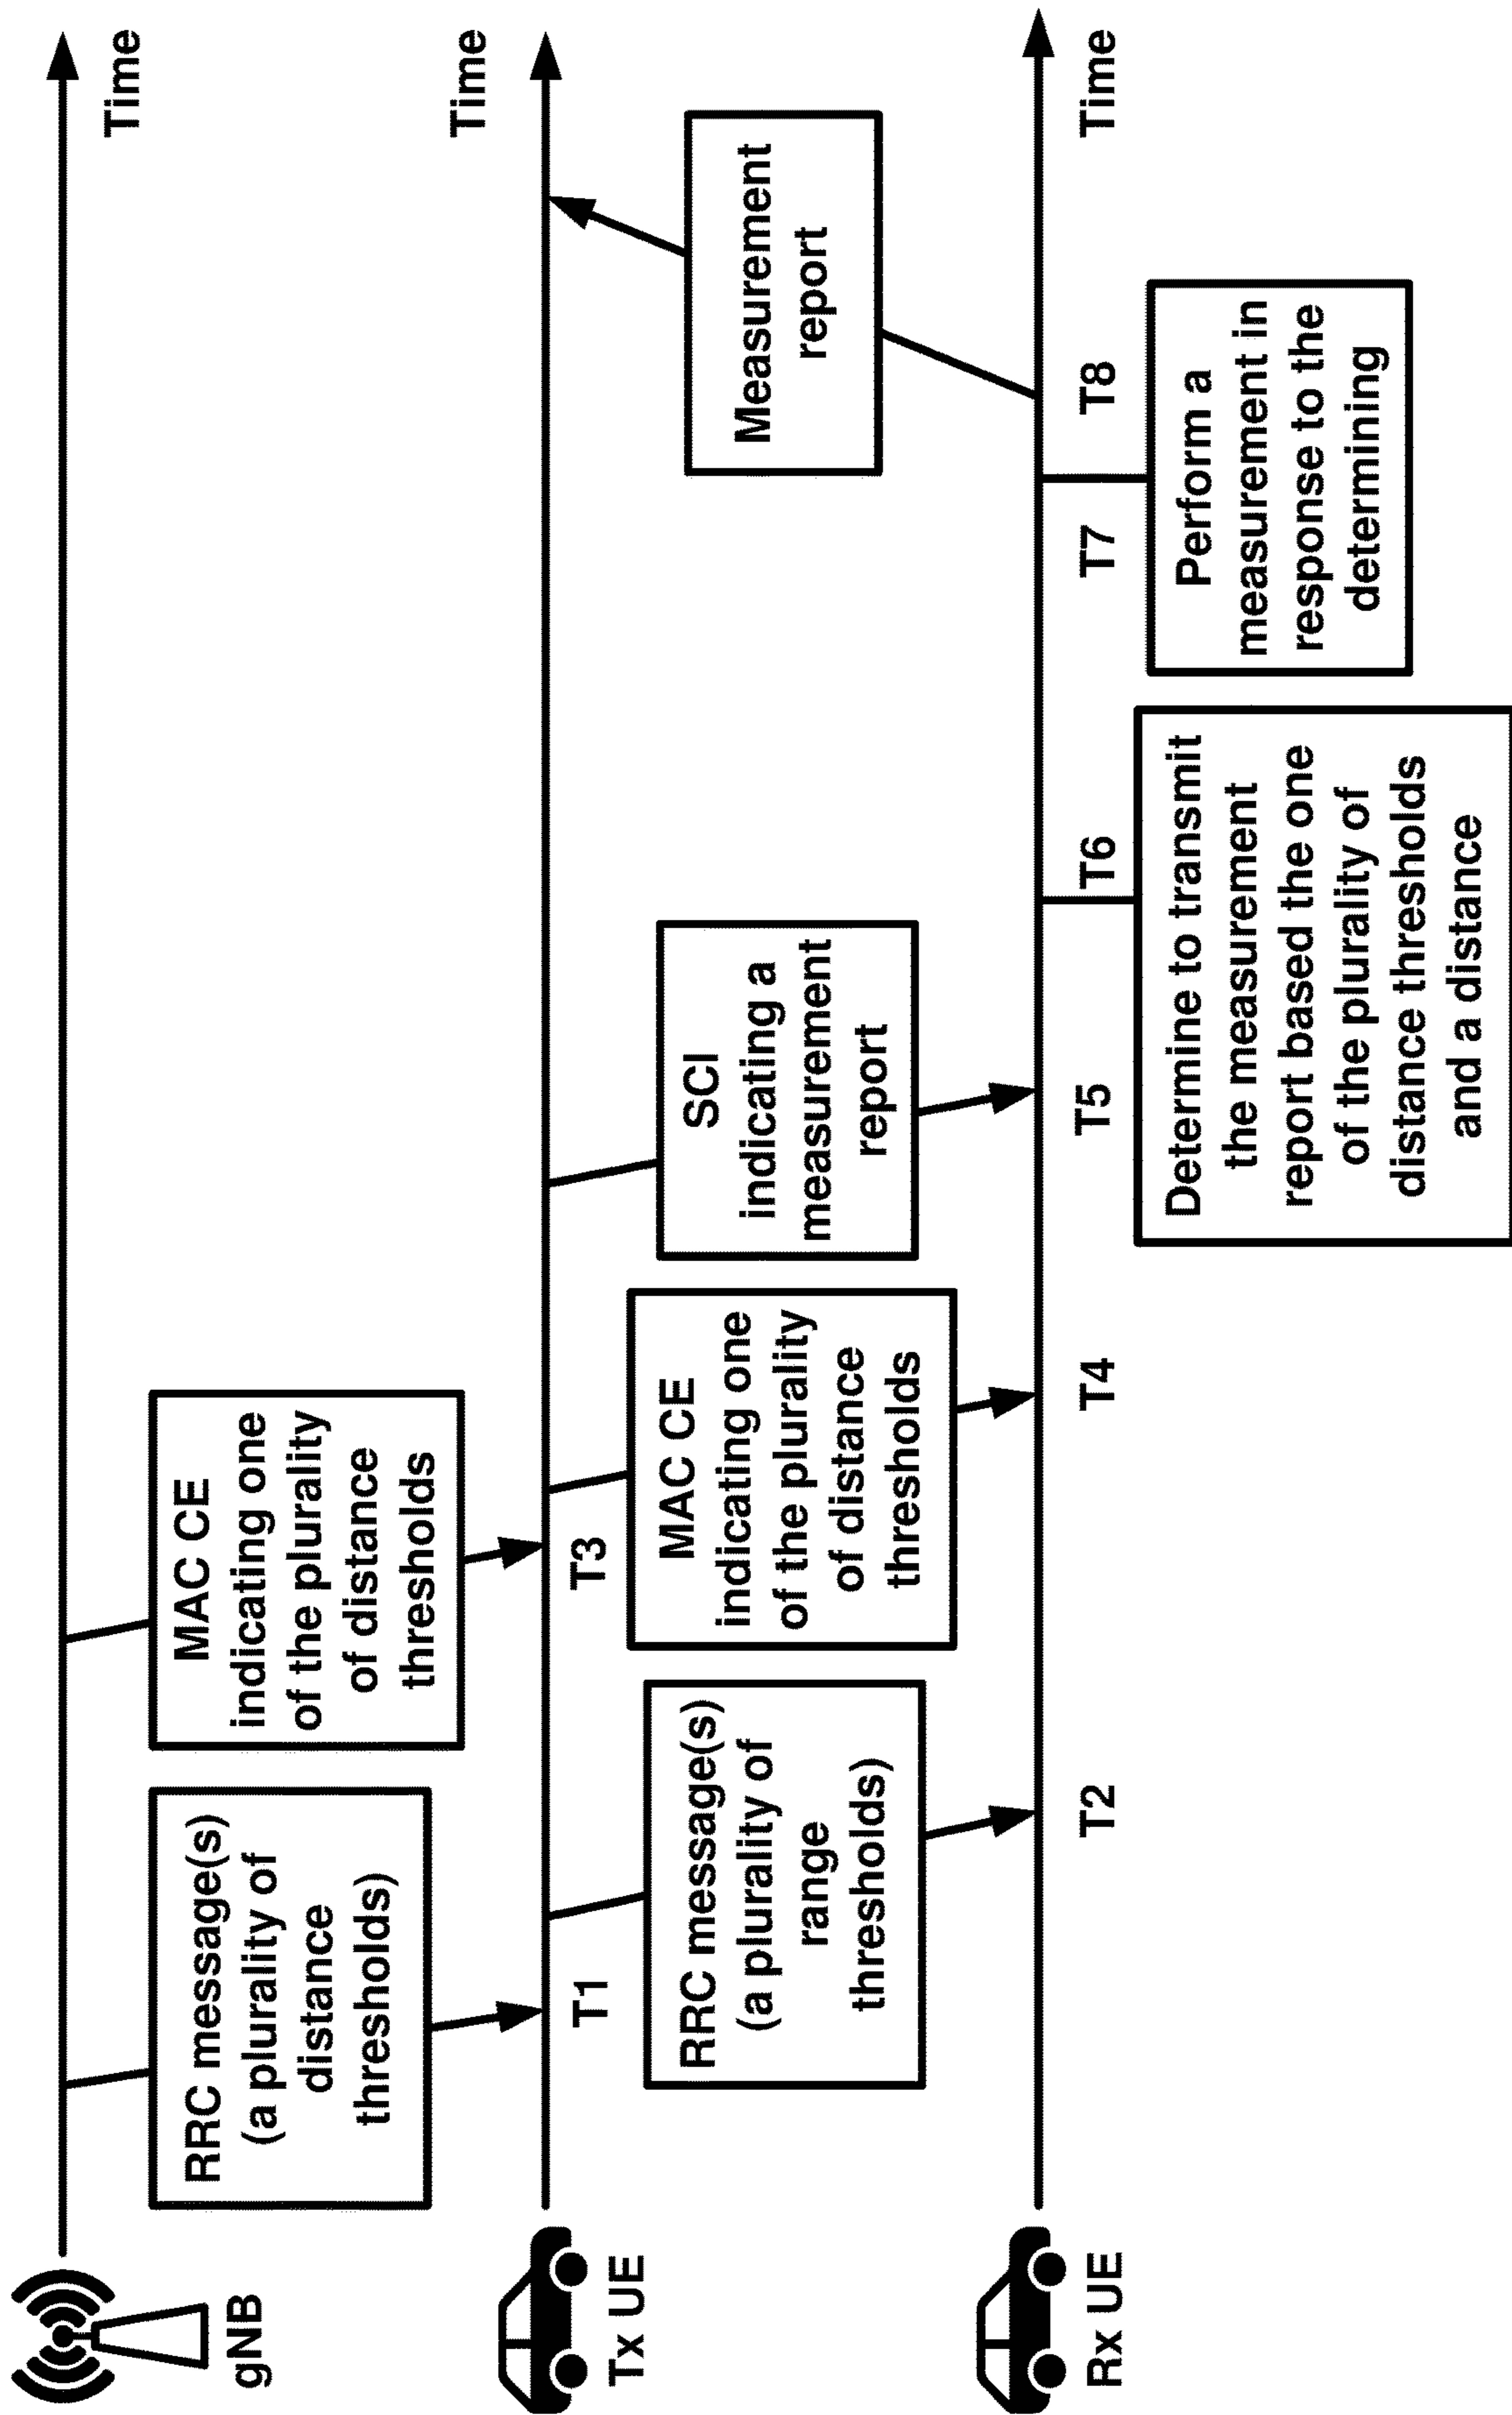 gNB
Time
RRC message(s)
(a plurality of
distance
thresholds)
MAC CE
indicating one
of the plurality
of distance
thresholds
Tx UE
T1
T3
Time
RRC message(s)
(a plurality of
range
thresholds)
MAC CE
indicating one
of the plurality
of distance
thresholds
SCI
indicating a
measurement
report
Measurement
report
Rx UE
T2
T4
T5
T6
T7
T8
Time
Determine to transmit
the measurement
report based the one
of the plurality of
distance thresholds
and a distance
Perform a
measurement in
response to the
determining